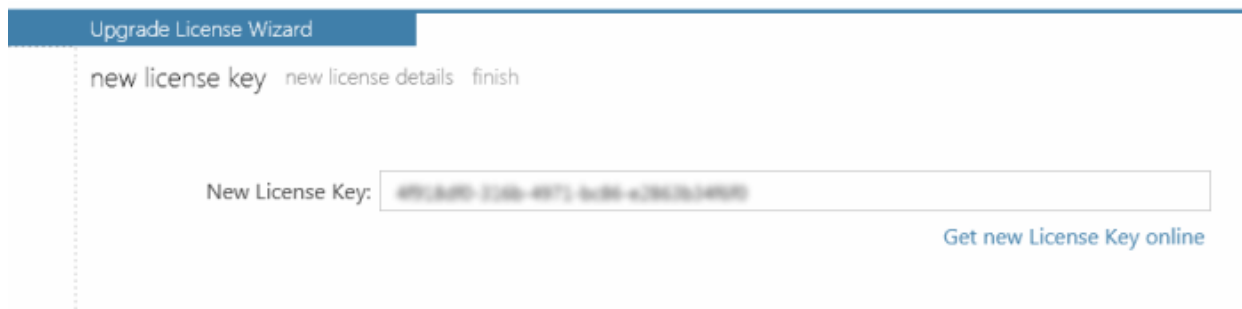 Upgrade License Wizard
new license key new license details finish
New License Key:
Get new License Key online